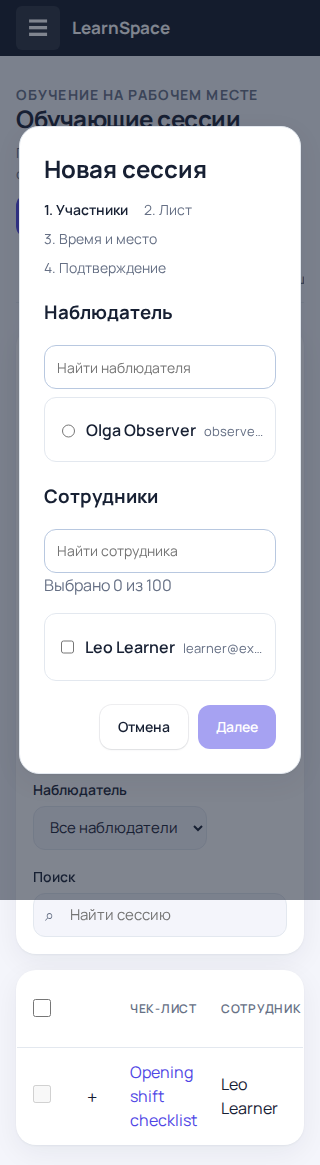 ☰ LearnSpace
ОБУЧЕНИЕ НА РАБОЧЕМ МЕСТЕ
Обучающие сессии
Новая сессия
1. Участники 2. Лист
3. Время и место
4. Подтверждение
Наблюдатель
Найти наблюдателя
Olga Observer observe...
Сотрудники
Найти сотрудника
Выбрано 0 из 100
Leo Learner learner@ex...
Отмена Далее
Наблюдатель
Все наблюдатели
Поиск
Найти сессию
ЧЕК-ЛИСТ СОТРУДНИК
+
Opening
shift
checklist
Leo
Learner